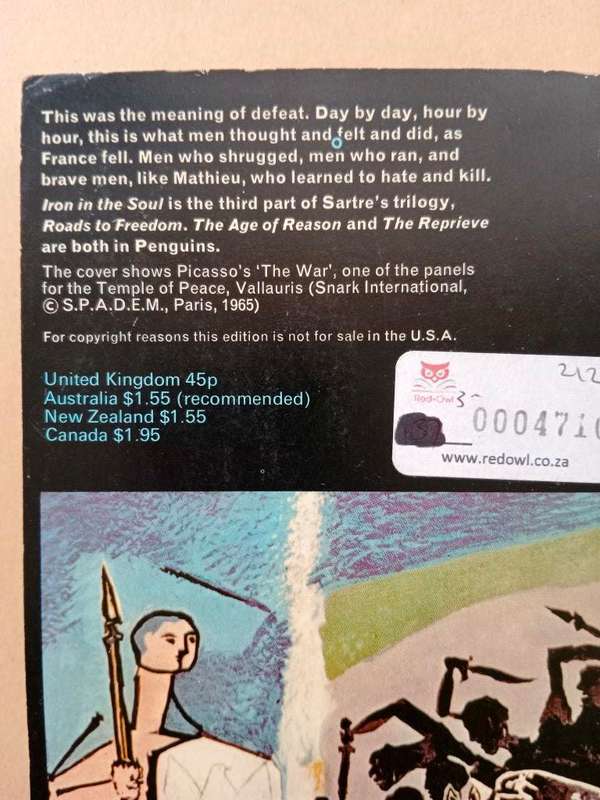 This was the meaning of defeat. Day by day, hour by
hour, this is what men thought and felt and did, as
France fell. Men who shrugged, men who ran, and
brave men, like Mathieu, who learned to hate and kill.
Iron in the Soul is the third part of Sartre's trilogy,
Roads to Freedom. The Age of Reason and The Reprieve
are both in Penguins.
The cover shows Picasso's 'The War', one of the panels
for the Temple of Peace, Vallauris (Snark International,
© S.P.A.D.E.M., Paris, 1965)
For copyright reasons this edition is not for sale in the U.S.A.
United Kingdom 45p
Australia $1.55 (recommended)
New Zealand $1.55
Canada $1.95
212
Red-Owl
000471
www.redowl.co.za